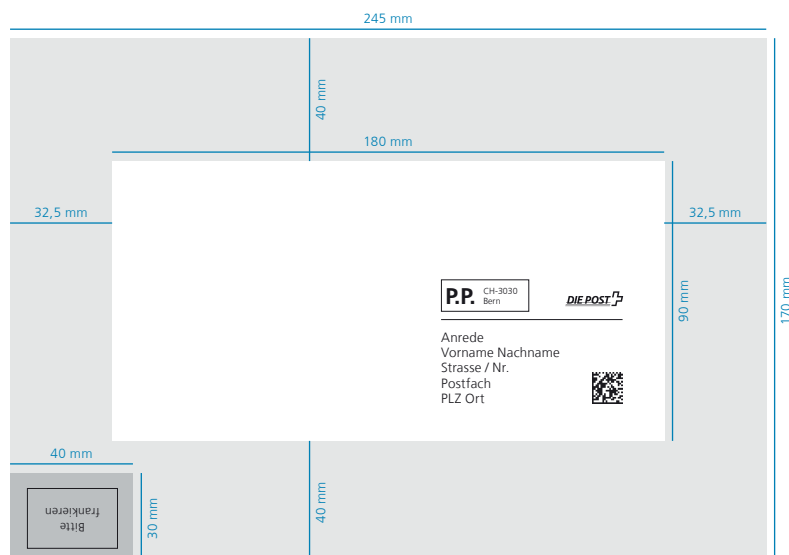 245 mm
40 mm
180 mm
32,5 mm
32,5 mm
P.P.
CH-3030
Bern
DIE POST
90 mm
170 mm
Anrede
Vorname Nachname
Strasse / Nr.
Postfach
PLZ Ort
40 mm
40 mm
30 mm
Bitte
frankieren